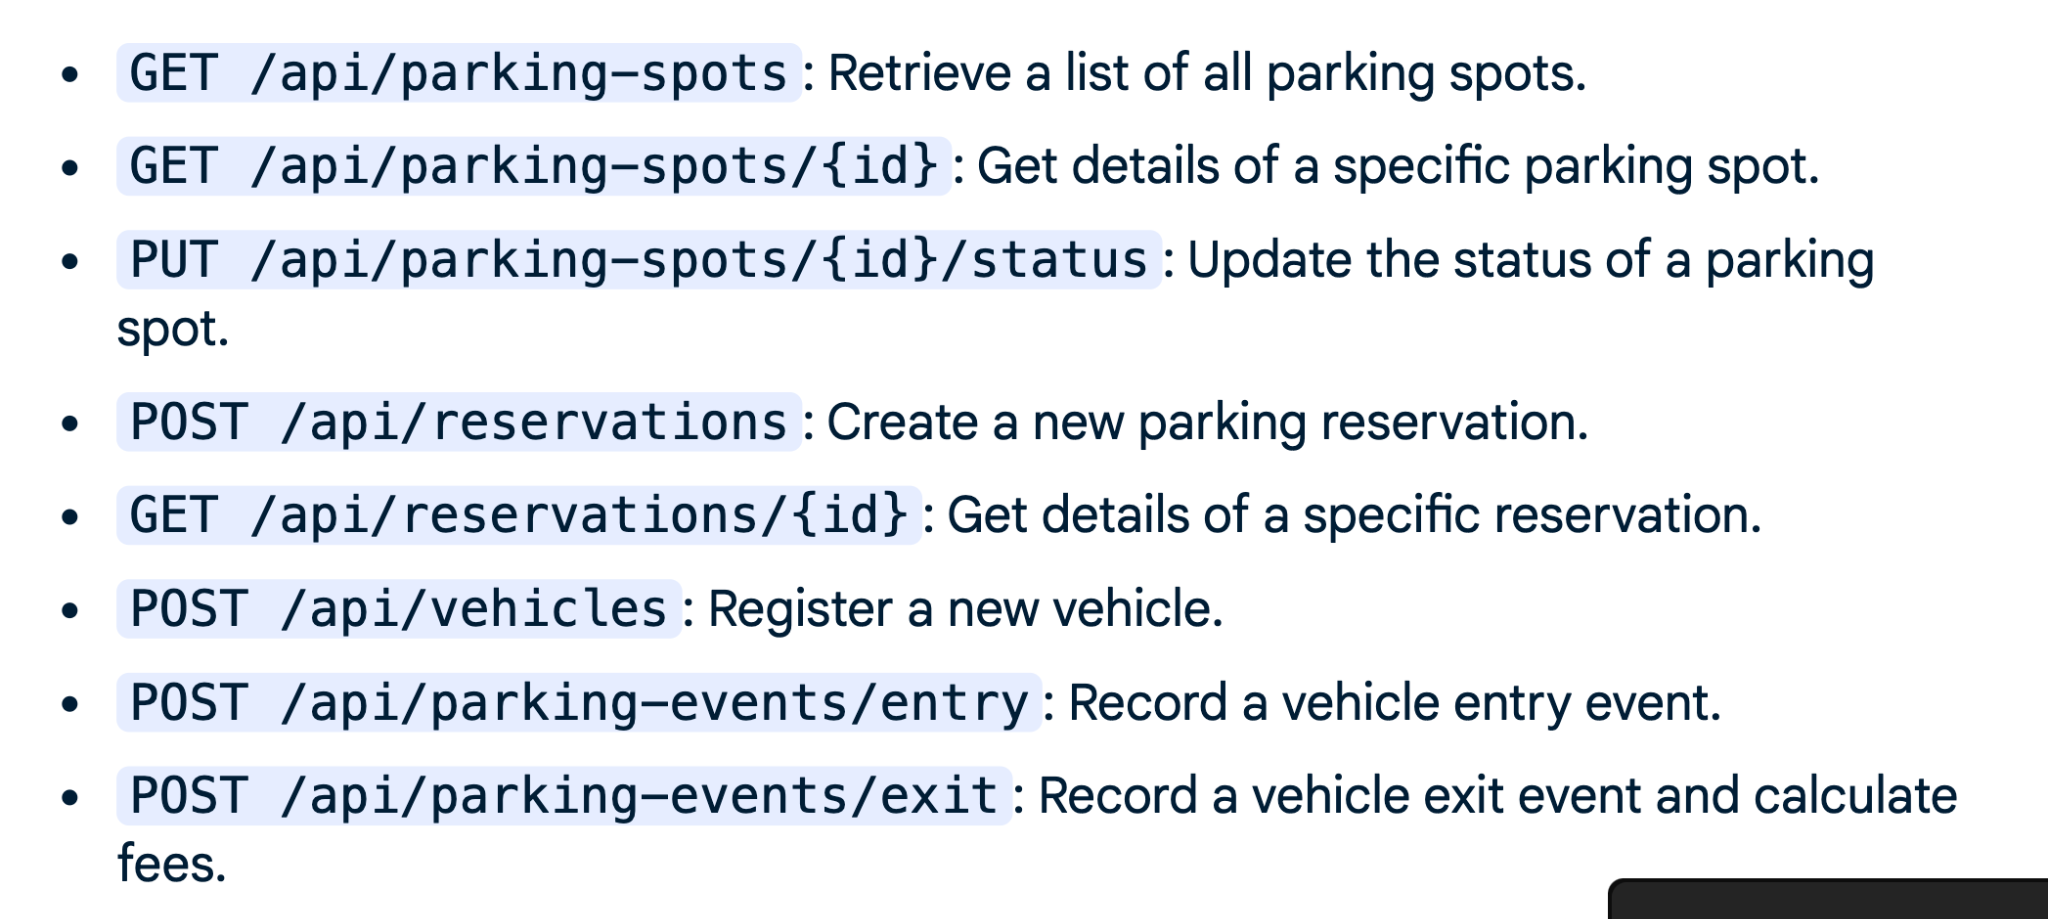 • GET /api/parking-spots: Retrieve a list of all parking spots.
• GET /api/parking-spots/{id}: Get details of a specific parking spot.
• PUT /api/parking-spots/{id}/status: Update the status of a parking
spot.
• POST /api/reservations: Create a new parking reservation.
• GET /api/reservations/{id}: Get details of a specific reservation.
• POST /api/vehicles: Register a new vehicle.
• POST /api/parking-events/entry: Record a vehicle entry event.
• POST /api/parking-events/exit: Record a vehicle exit event and calculate
fees.